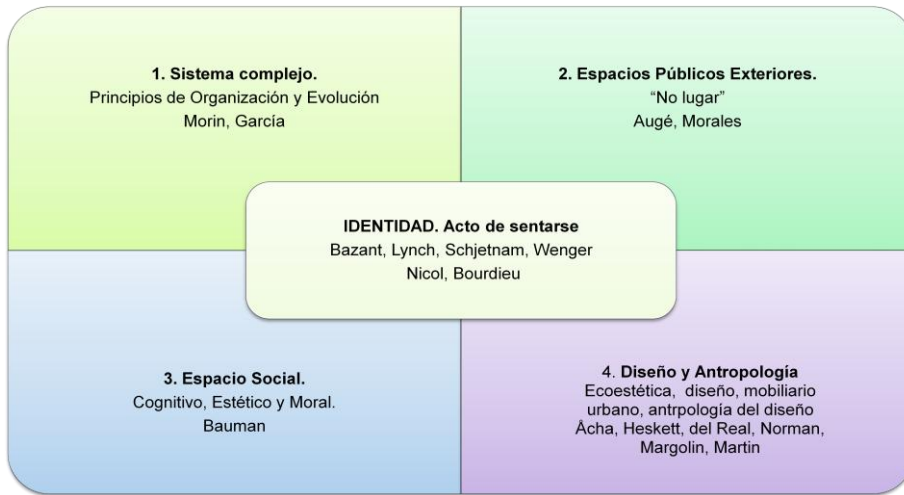 1. Sistema complejo.
Principios de Organización y Evolución
Morin, García
2. Espacios Públicos Exteriores.
“No lugar”
Augé, Morales
IDENTIDAD. Acto de sentarse
Bazant, Lynch, Schjetnam, Wenger
Nicol, Bourdieu
3. Espacio Social.
Cognitivo, Estético y Moral.
Bauman
4. Diseño y Antropología
Ecoestética, diseño, mobiliario
urbano, antrpología del diseño
Âcha, Heskett, del Real, Norman,
Margolin, Martin